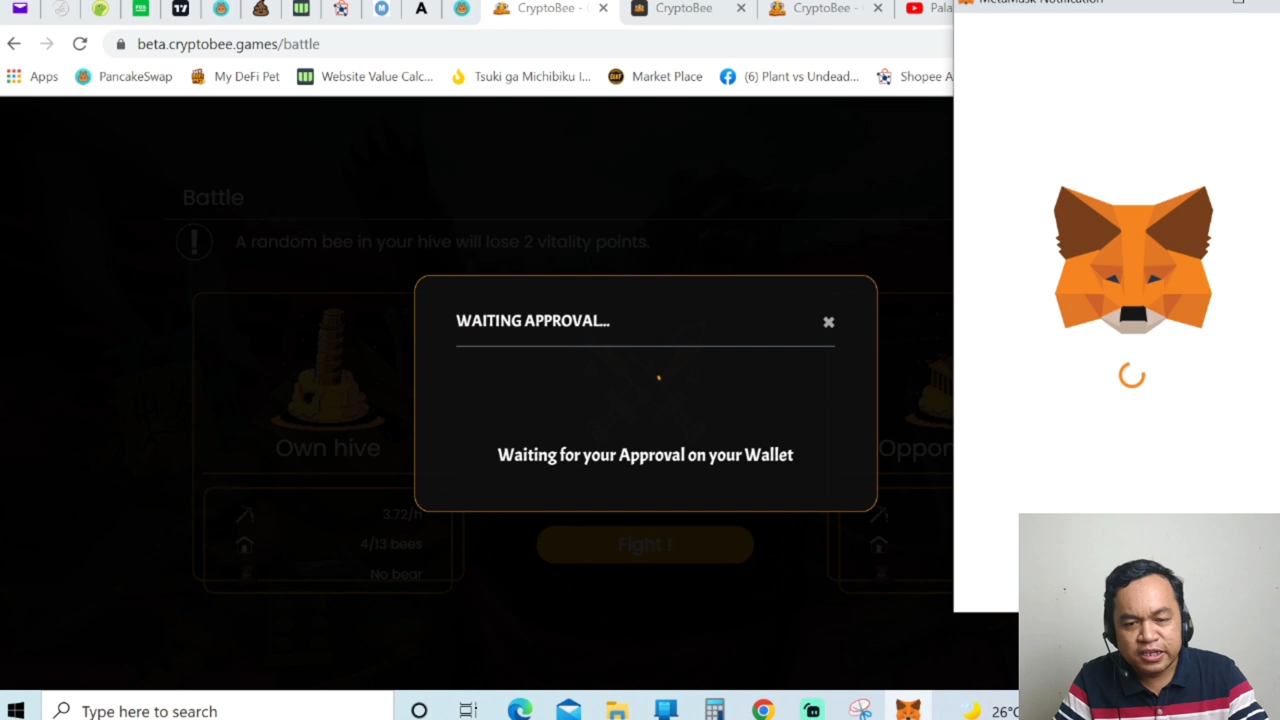 CryptoBee -
CryptoBee
CryptoBee -
Pala
MetaMask Notification
beta.cryptobee.games/battle
Apps
PancakeSwap
My DeFi Pet
Website Value Calc...
Tsuki ga Michibiku I...
Market Place
(6) Plant vs Undead...
Shopee A
Battle
A random bee in your hive will lose 2 vitality points.
WAITING APPROVAL...
Waiting for your Approval on your Wallet
Own hive
Oppon
3.72/h
4/13 bees
No bear
Fight !
Type here to search
26°C